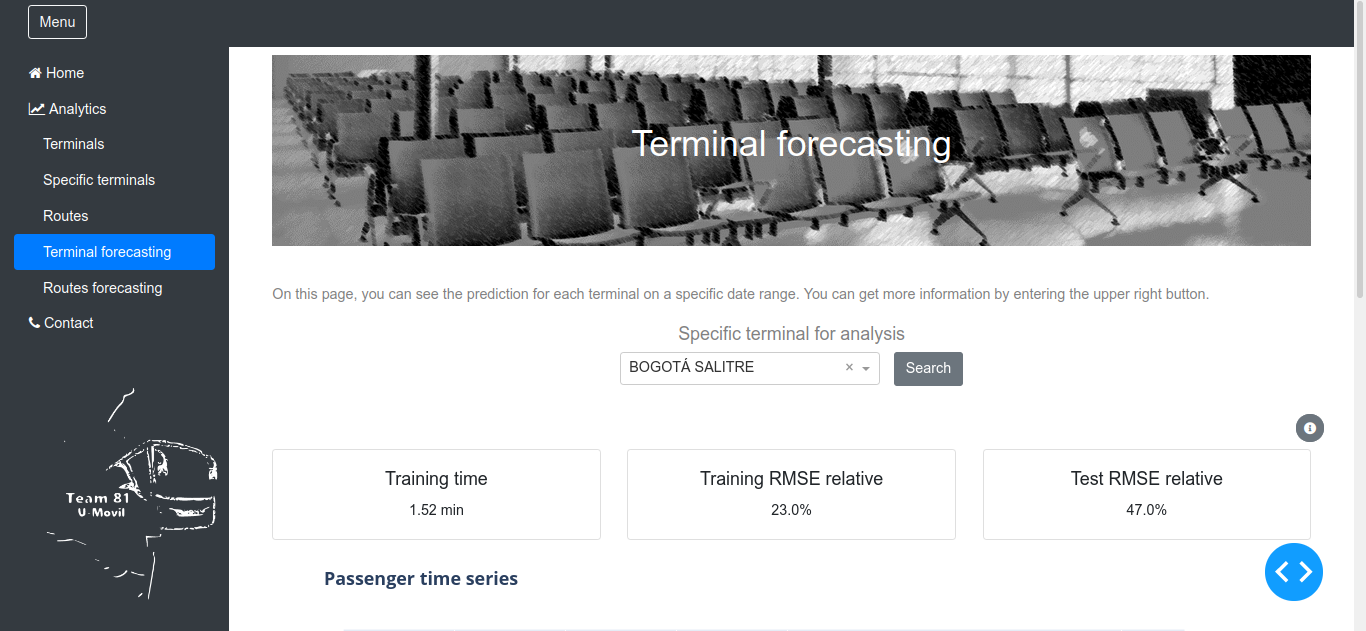 Menu
Home
Analytics
Terminals
Specific terminals
Routes
Terminal forecasting
Routes forecasting
Contact
Team 81
U-Movil
Terminal forecasting
On this page, you can see the prediction for each terminal on a specific date range. You can get more information by entering the upper right button.
Specific terminal for analysis
BOGOTÁ SALITRE × Search
Training time
1.52 min
Training RMSE relative
23.0%
Test RMSE relative
47.0%
Passenger time series